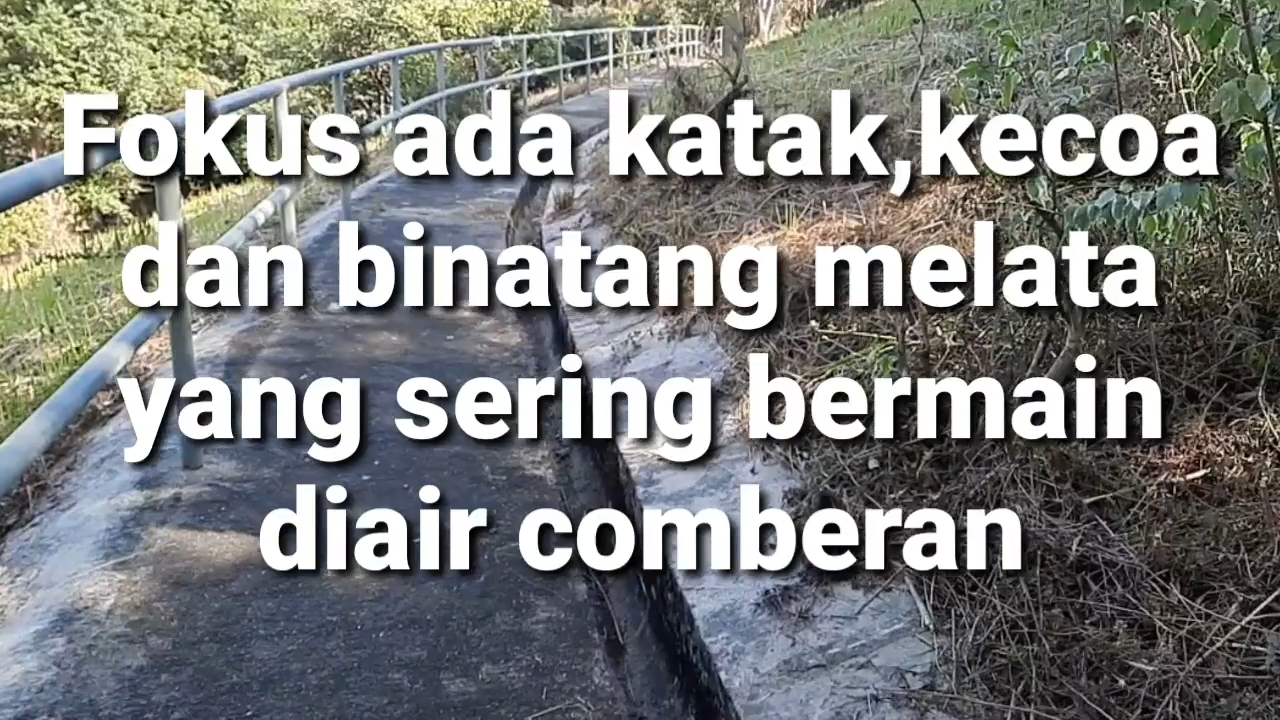 Fokus ada katak,kecoa
dan binatang melata
yang sering bermain
diair comberan